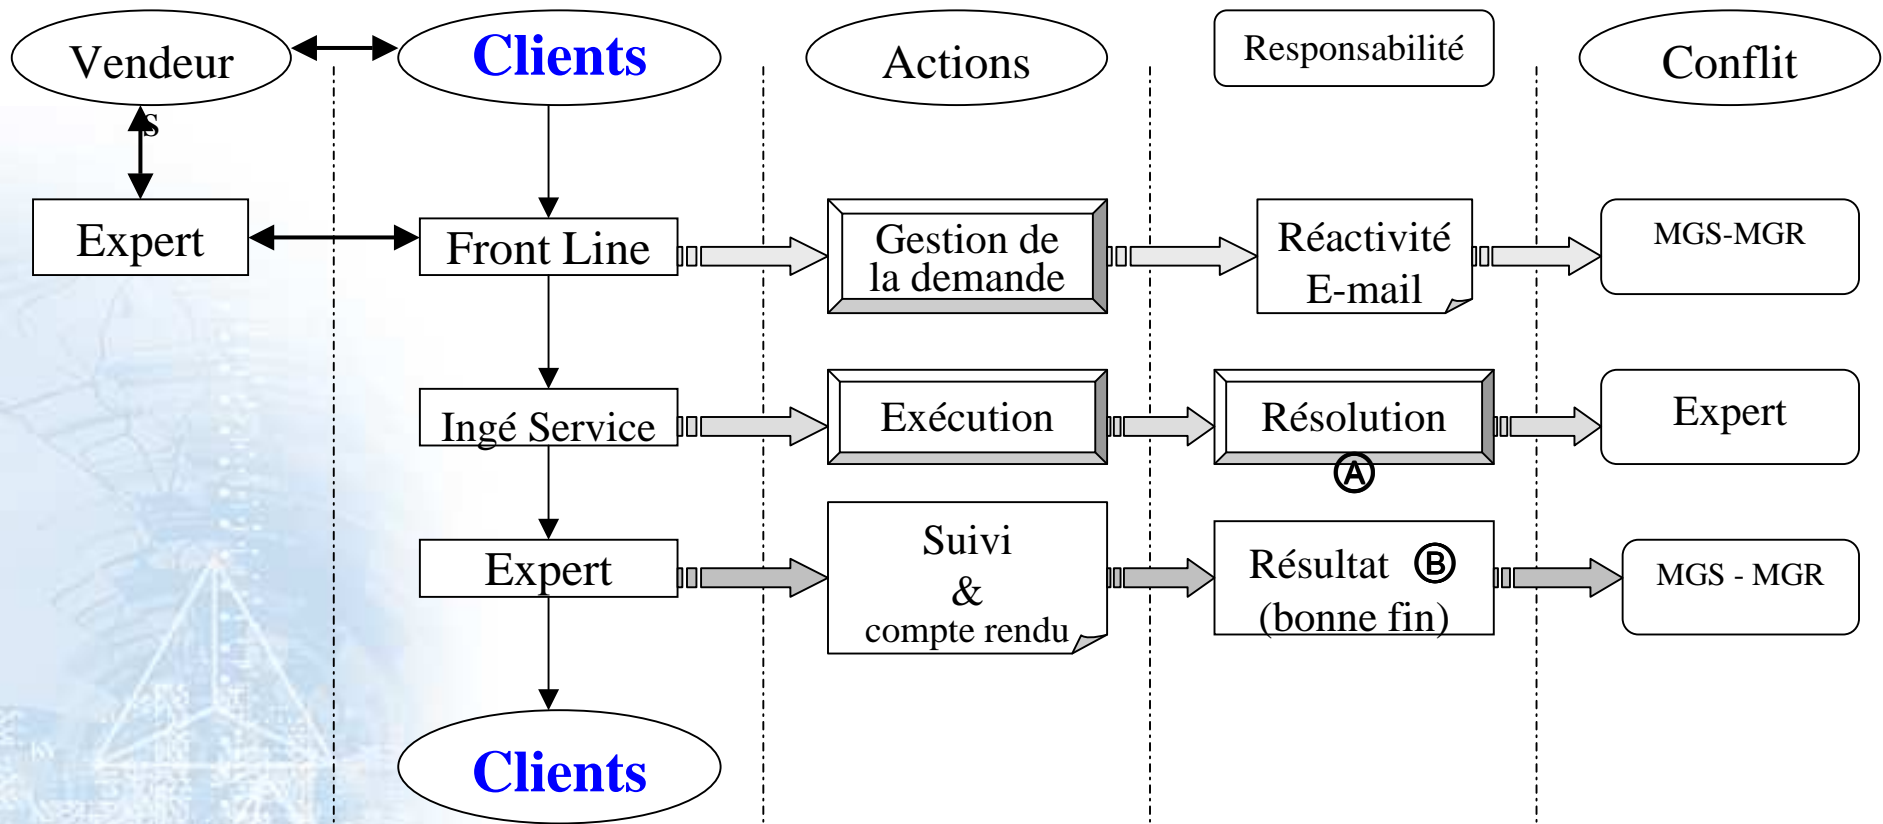 Vendeur
s
Clients
Actions
Responsabilité
Conflit
Expert
Front Line
Gestion de
la demande
Réactivité
E-mail
MGS-MGR
Ingé Service
Exécution
Résolution
A
Expert
Expert
Suivi
&
compte rendu
Résultat B
(bonne fin)
MGS - MGR
Clients